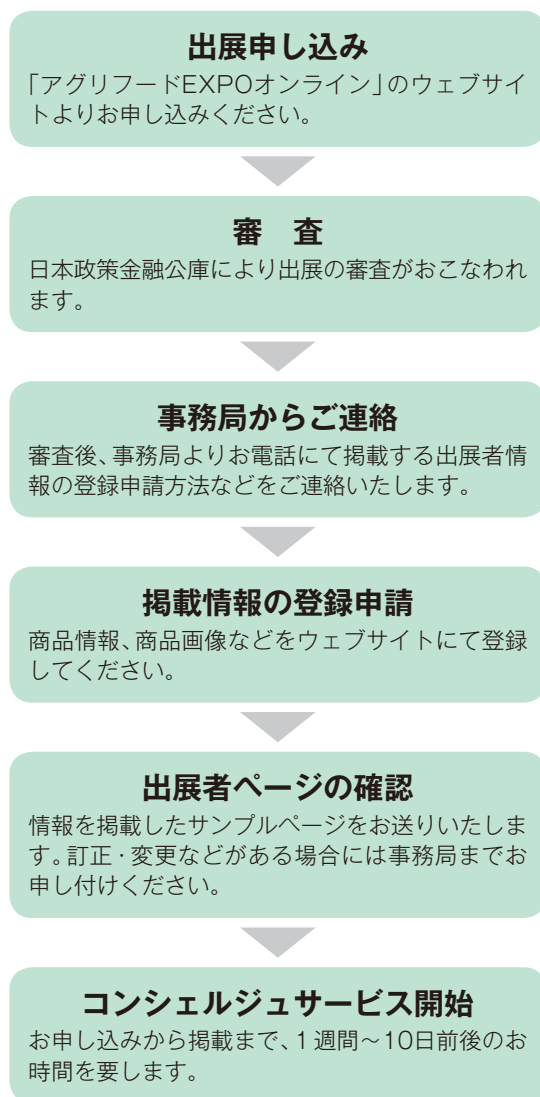 出展申し込み
「アグリフードEXPOオンライン」のウェブサイ
トよりお申し込みください。
審　査
日本政策金融公庫により出展の審査がおこなわれ
ます。
事務局からご連絡
審査後、事務局よりお電話にて掲載する出展者情
報の登録申請方法などをご連絡いたします。
掲載情報の登録申請
商品情報、商品画像などをウェブサイトにて登録
してください。
出展者ページの確認
情報を掲載したサンプルページをお送りいたしま
す。訂正・変更などがある場合には事務局までお
申し付けください。
コンシェルジュサービス開始
お申し込みから掲載まで、1週間～10日前後のお
時間を要します。